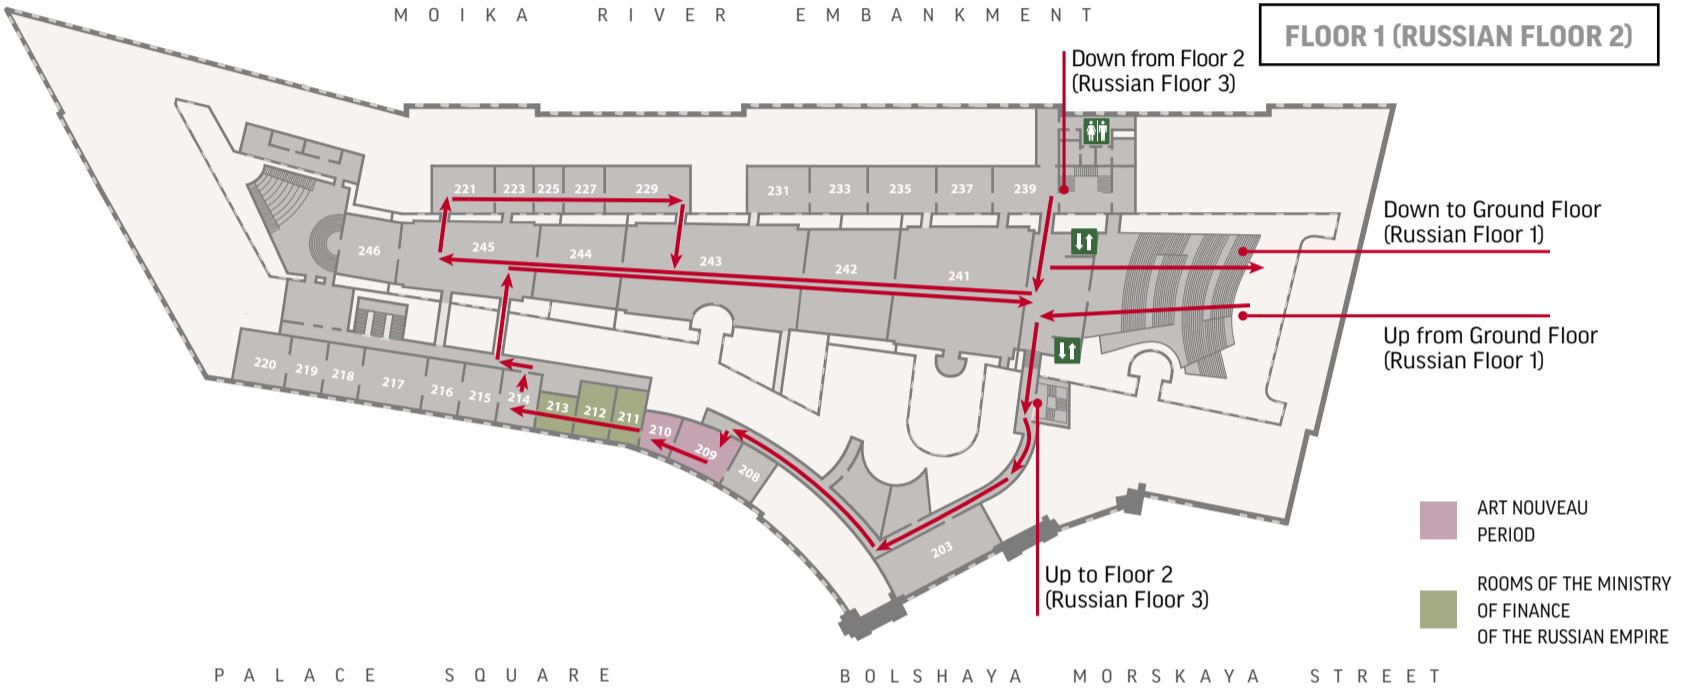 MOIKA RIVER EMBANKMENT
FLOOR 1 (RUSSIAN FLOOR 2)
Down from Floor 2
(Russian Floor 3)
221 223 225 227 229 231 233 235 237 239
Down to Ground Floor
(Russian Floor 1)
246 245 244 243 242 241
Up from Ground Floor
(Russian Floor 1)
220 219 218 217 216 215 214 213 212 211 210 209 208
203
ART NOUVEAU
PERIOD
Up to Floor 2
(Russian Floor 3)
ROOMS OF THE MINISTRY
OF FINANCE
OF THE RUSSIAN EMPIRE
PALACE SQUARE
BOLSHAYA MORSKAYA STREET